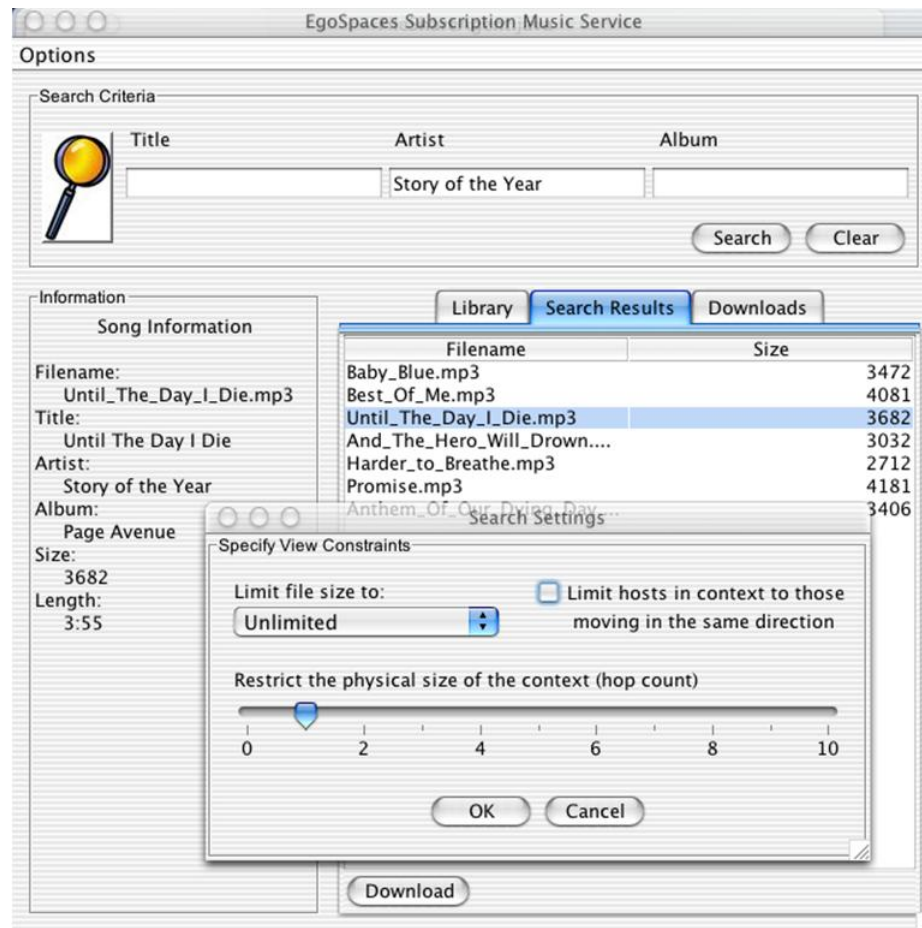 EgoSpaces Subscription Music Service
Options
Search Criteria
Title Artist Album
Story of the Year
Search Clear
Information
Song Information
Filename:
Until_The_Day_I_Die.mp3
Title:
Until The Day I Die
Artist:
Story of the Year
Album:
Page Avenue
Size:
3682
Length:
3:55
Library Search Results Downloads
Filename Size
Baby_Blue.mp3 3472
Best_Of_Me.mp3 4081
Until_The_Day_I_Die.mp3 3682
And_The_Hero_Will_Drown.... 3032
Harder_to_Breathe.mp3 2712
Promise.mp3 4181
Anthem_Of_Our_Dying_Day.... 3406
Search Settings
Specify View Constraints
Limit file size to:
Unlimited
Limit hosts in context to those
moving in the same direction
Restrict the physical size of the context (hop count)
0 2 4 6 8 10
OK Cancel
Download